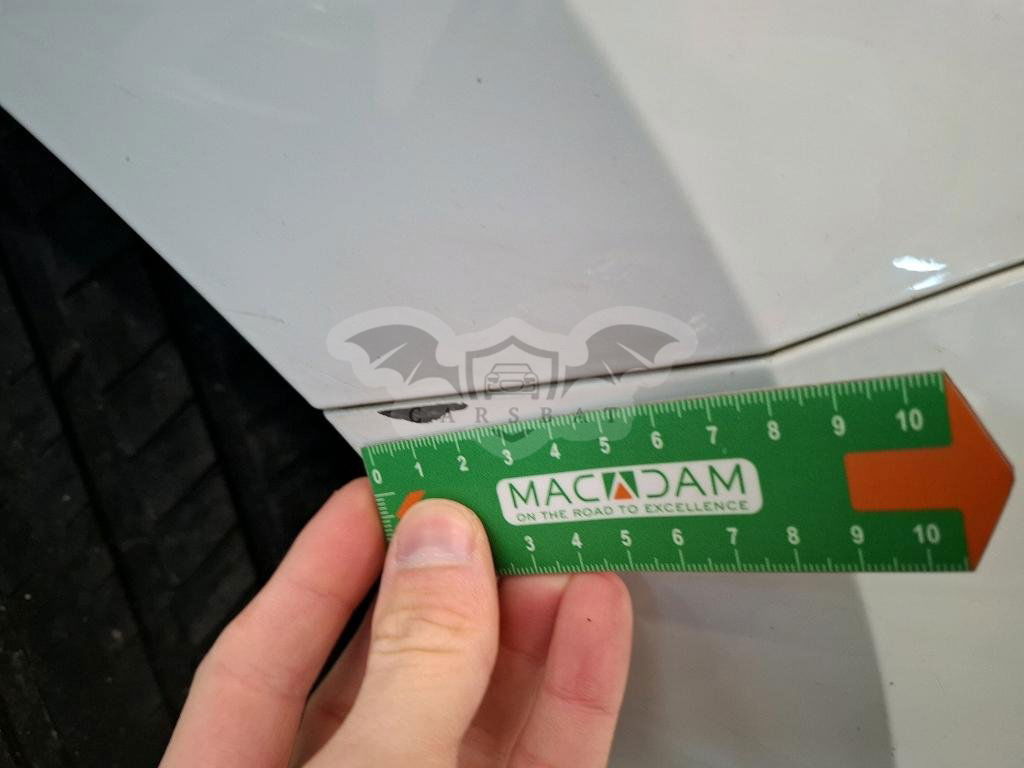 CARSBAT
0 1 2 3 4 5 6 7 8 9 10
MACADAM
ON THE ROAD TO EXCELLENCE
3 4 5 6 7 8 9 10